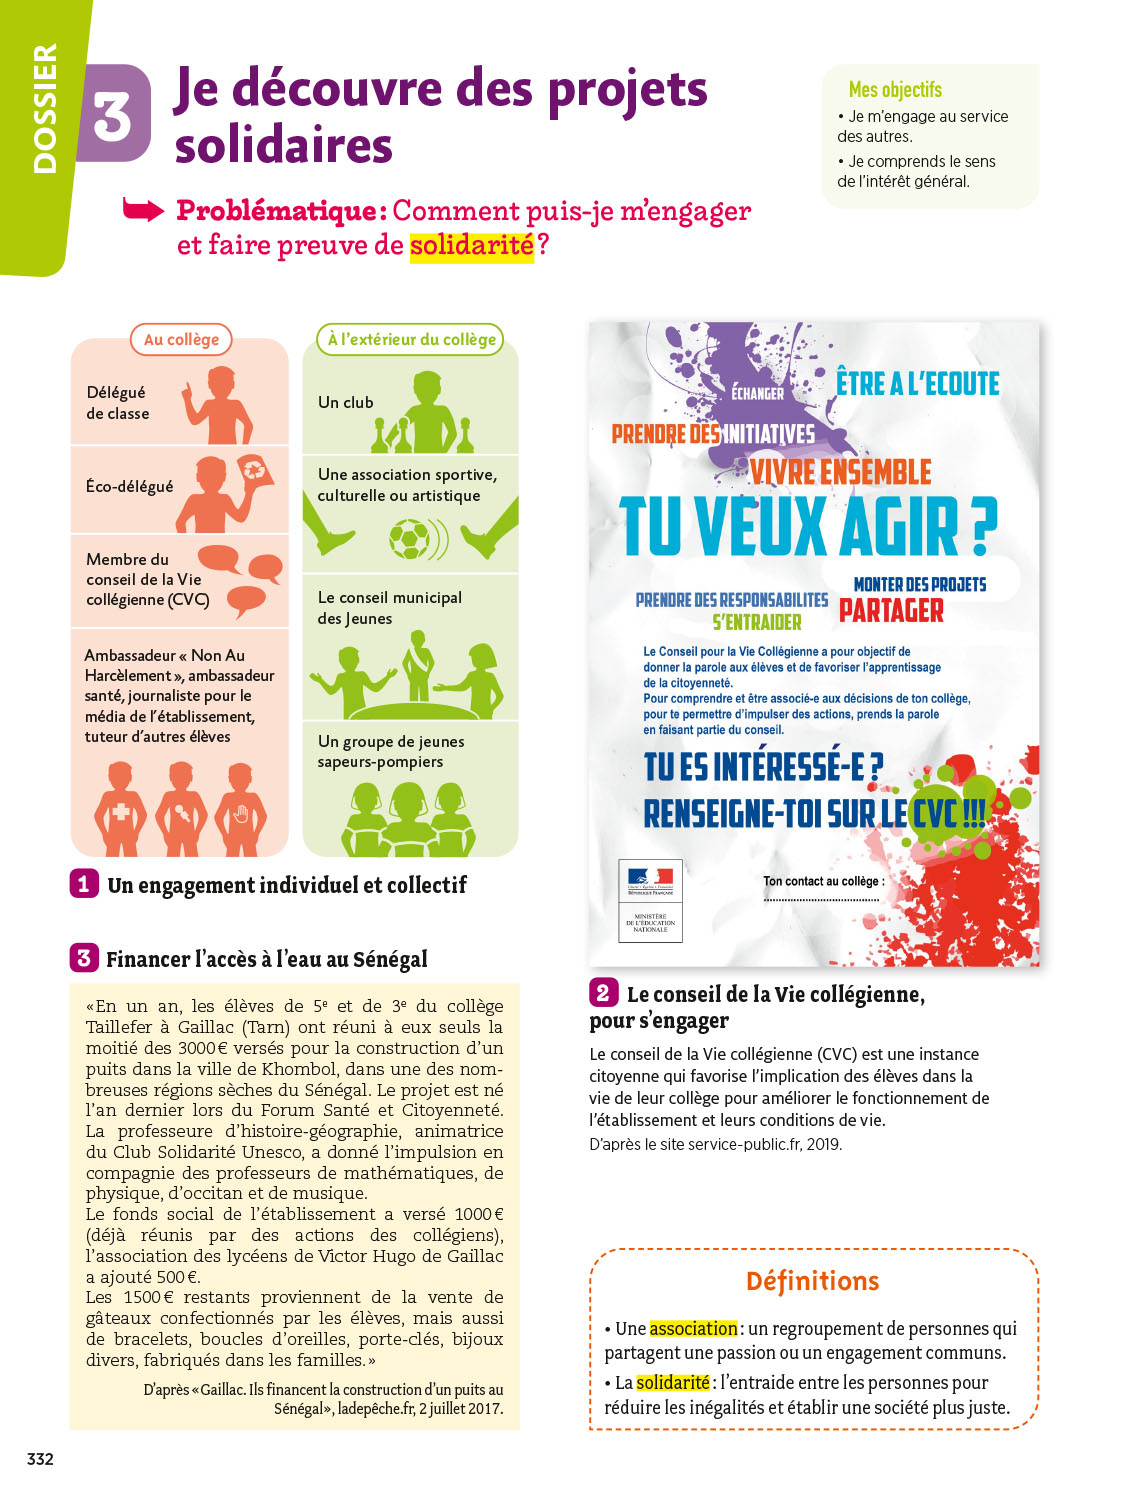 DOSSIER
3
Je découvre des projets
solidaires
Mes objectifs
• Je m'engage au service
des autres.
• Je comprends le sens
de l'intérêt général.
Problématique : Comment puis-je m'engager
et faire preuve de solidarité ?
Au collège
Délégué
de classe
Éco-délégué
Membre du
conseil de la Vie
collégienne (CVC)
Ambassadeur « Non Au
Harcèlement », ambassadeur
santé, journaliste pour le
média de l'établissement,
tuteur d'autres élèves
À l'extérieur du collège
Un club
Une association sportive,
culturelle ou artistique
Le conseil municipal
des Jeunes
Un groupe de jeunes
sapeurs-pompiers
1 Un engagement individuel et collectif
ÉCHANGER
ÊTRE A L'ECOUTE
PRENDRE DES INITIATIVES
VIVRE ENSEMBLE
TU VEUX AGIR ?
MONTER DES PROJETS
PRENDRE DES RESPONSABILITES
PARTAGER
S'ENTRAIDER
Le Conseil pour la Vie Collégienne a pour objectif de
donner la parole aux élèves et de favoriser l'apprentissage
de la citoyenneté.
Pour comprendre et être associé-e aux décisions de ton collège,
pour te permettre d'impulser des actions, prends la parole
en faisant partie du conseil.
TU ES INTÉRESSÉ-E ?
RENSEIGNE-TOI SUR LE CVC !!!
Ton contact au collège :
.......................................
Liberté • Égalité • Fraternité
RÉPUBLIQUE FRANÇAISE
MINISTÈRE
DE L'ÉDUCATION
NATIONALE
2 Le conseil de la Vie collégienne,
pour s'engager
Le conseil de la Vie collégienne (CVC) est une instance
citoyenne qui favorise l'implication des élèves dans la
vie de leur collège pour améliorer le fonctionnement de
l'établissement et leurs conditions de vie.
D'après le site service-public.fr, 2019.
3 Financer l'accès à l'eau au Sénégal
« En un an, les élèves de 5e et de 3e du collège
Taillefer à Gaillac (Tarn) ont réuni à eux seuls la
moitié des 3000 € versés pour la construction d'un
puits dans la ville de Khombol, dans une des nom-
breuses régions sèches du Sénégal. Le projet est né
l'an dernier lors du Forum Santé et Citoyenneté.
La professeure d'histoire-géographie, animatrice
du Club Solidarité Unesco, a donné l'impulsion en
compagnie des professeurs de mathématiques, de
physique, d'occitan et de musique.
Le fonds social de l'établissement a versé 1000 €
(déjà réunis par des actions des collégiens),
l'association des lycéens de Victor Hugo de Gaillac
a ajouté 500 €.
Les 1500 € restants proviennent de la vente de
gâteaux confectionnés par les élèves, mais aussi
de bracelets, boucles d'oreilles, porte-clés, bijoux
divers, fabriqués dans les familles. »
D'après « Gaillac. Ils financent la construction d'un puits au
Sénégal », ladepêche.fr, 2 juillet 2017.
Définitions
• Une association : un regroupement de personnes qui
partagent une passion ou un engagement communs.
• La solidarité : l'entraide entre les personnes pour
réduire les inégalités et établir une société plus juste.
332